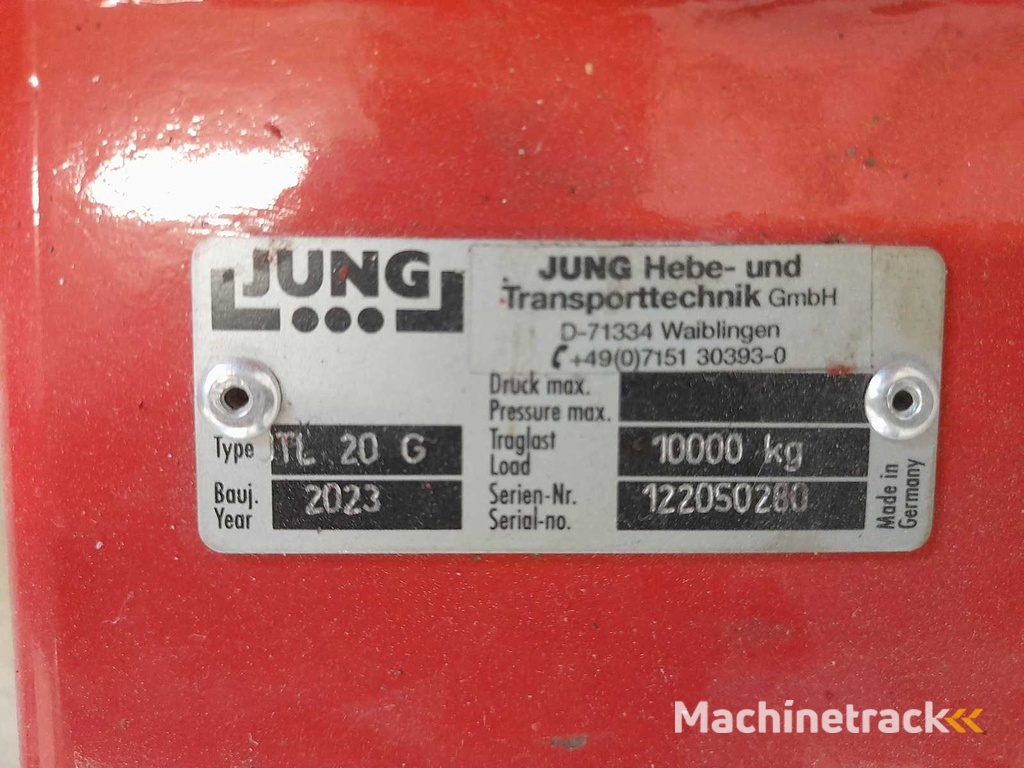 JUNG
JUNG Hebe- und
Transporttechnik GmbH
D-71334 Waiblingen
+49(0)7151 30393-0
Druck max.
Pressure max.
Type JTL 20 G
Traglast
Load
10000 kg
Bauj.
Year
2023
Serien-Nr.
Serial-no.
122050280
Made in
Germany
Machinetrack